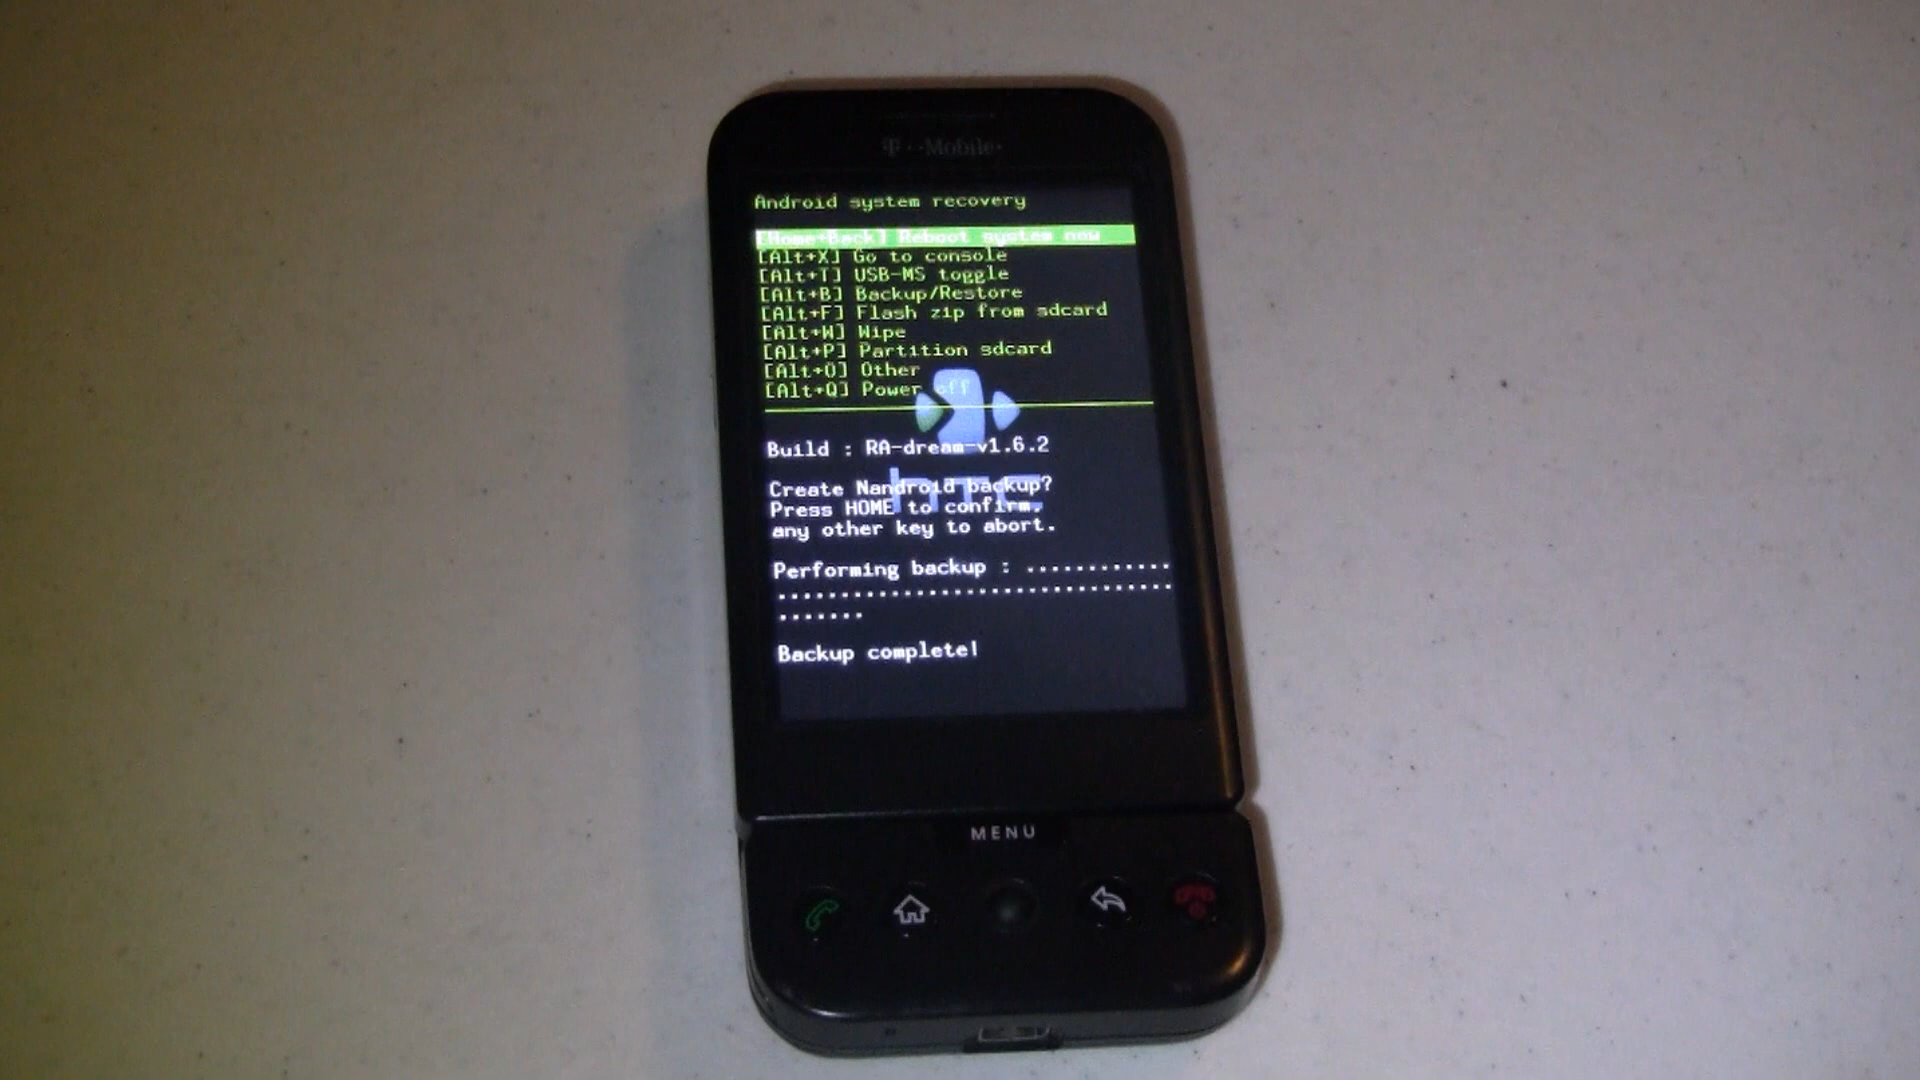 T··Mobile·
Android system recovery
[Home+Back] Reboot system now
[Alt+X] Go to console
[Alt+T] USB-MS toggle
[Alt+B] Backup/Restore
[Alt+F] Flash zip from sdcard
[Alt+W] Wipe
[Alt+P] Partition sdcard
[Alt+O] Other
[Alt+Q] Power off
Build : RA-dream-v1.6.2
htc
Create Nandroid backup?
Press HOME to confirm,
any other key to abort.
Performing backup : ............
..................................
.......
Backup complete!
MENU